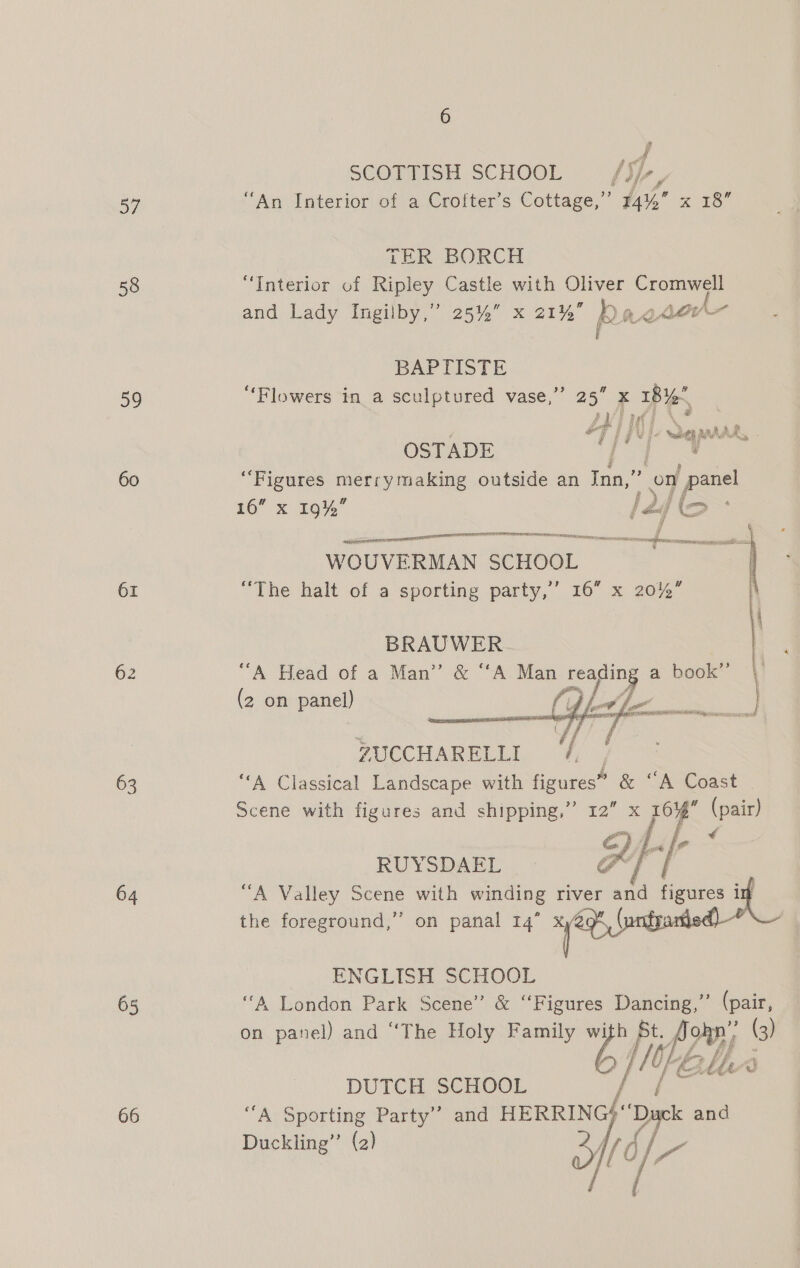 6
SCOTTISH SCHOOL
57 “An Interior of a Crofter’s Cottage,” 14½” x 18”
TER BORCH
58 “Interior of Ripley Castle with Oliver Cromwell
and Lady Ingilby,” 25½” x 21½”
BAPTISTE
59 “Flowers in a sculptured vase,” 25” x 18½”
OSTADE
60 “Figures merrymaking outside an Inn,” on panel
16” x 19½”
WOUVERMAN SCHOOL
61 “The halt of a sporting party,” 16” x 20½”
BRAUWER
62 “A Head of a Man” & “A Man reading a book”
(2 on panel)
ZUCCHARELLI
63 “A Classical Landscape with figures” & “A Coast
Scene with figures and shipping,” 12” x 16½” (pair)
RUYSDAEL
64 “A Valley Scene with winding river and figures in
the foreground,” on panal 14” x 20”, (unframed)
ENGLISH SCHOOL
65 “A London Park Scene” & “Figures Dancing,” (pair,
on panel) and “The Holy Family with St. John”, (3)
DUTCH SCHOOL
66 “A Sporting Party” and HERRING, “Duck and
Duckling” (2)